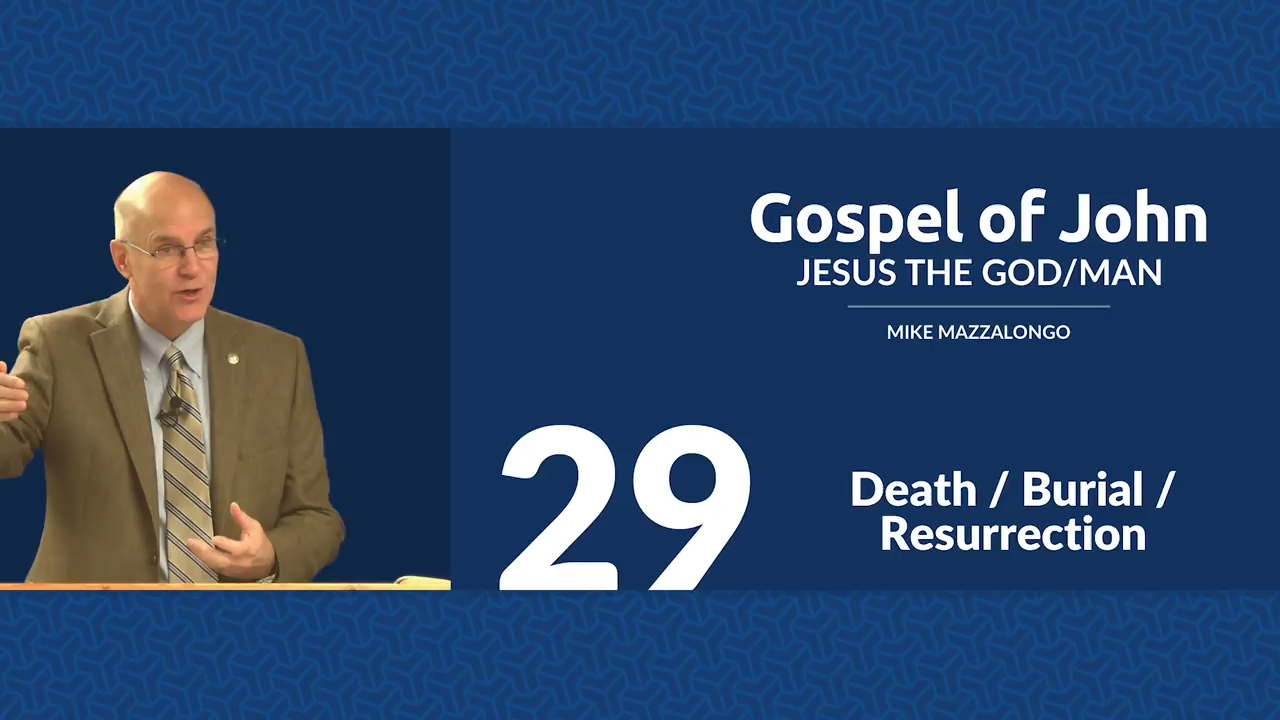 Gospel of John
JESUS THE GOD/MAN
MIKE MAZZALONGO
29
Death / Burial /
Resurrection